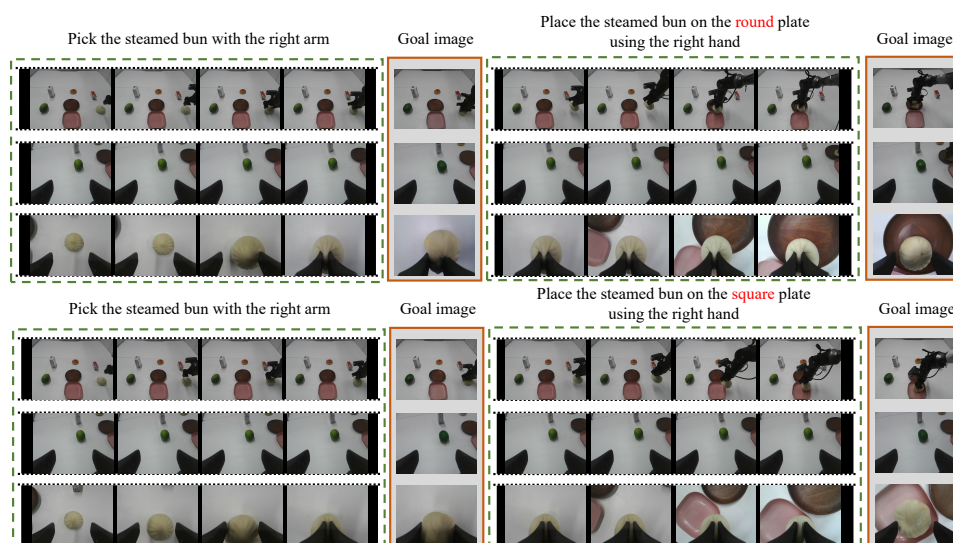 Pick the steamed bun with the right arm
Goal image
Place the steamed bun on the round plate
using the right hand
Goal image
Pick the steamed bun with the right arm
Goal image
Place the steamed bun on the square plate
using the right hand
Goal image